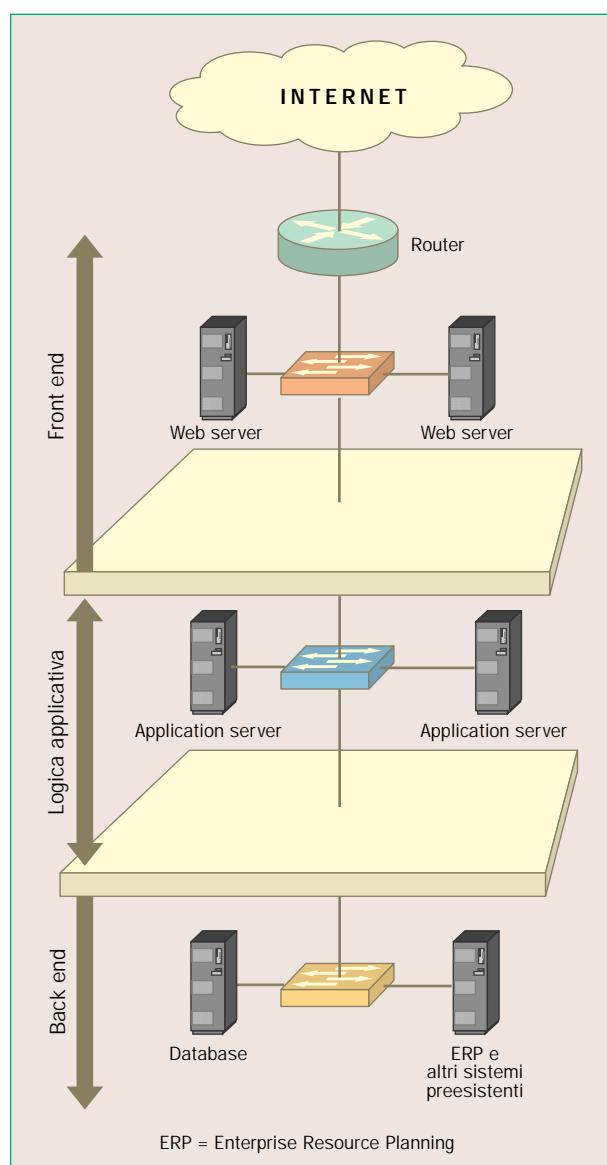 INTERNET
Router
Front end
Web server
Web server
Logica applicativa
Application server
Application server
Back end
Database
ERP e
altri sistemi
preesistenti
ERP = Enterprise Resource Planning